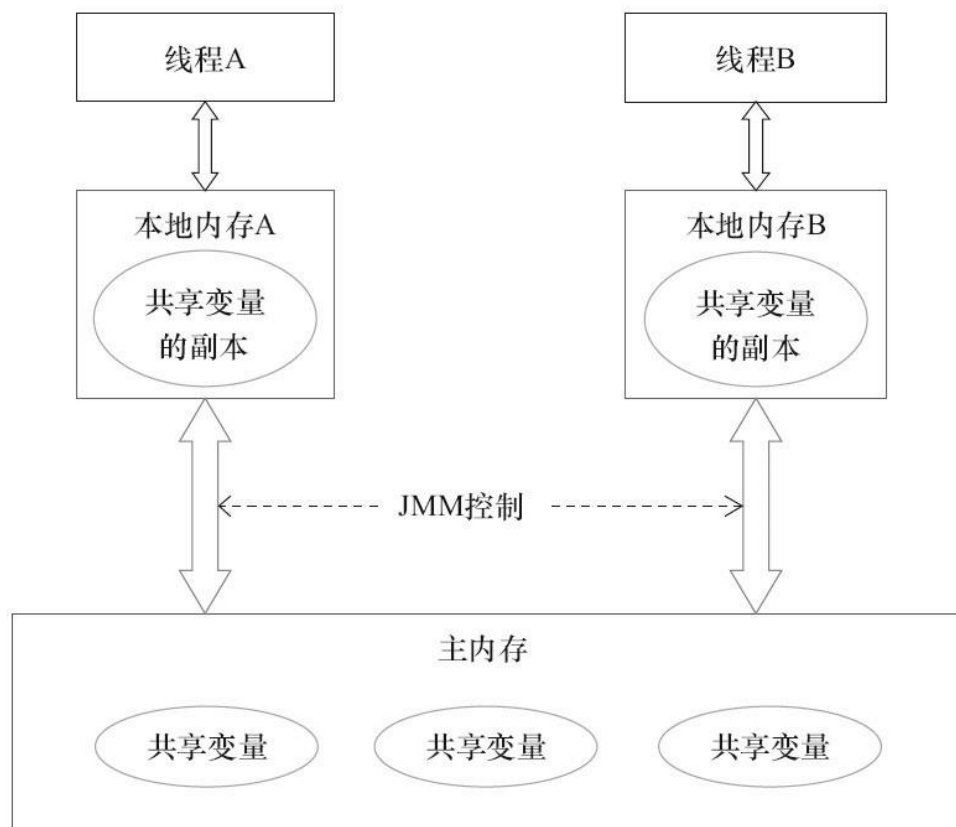 线程A
线程B
本地内存A
本地内存B
共享变量
的副本
共享变量
的副本
JMM控制
主内存
共享变量
共享变量
共享变量